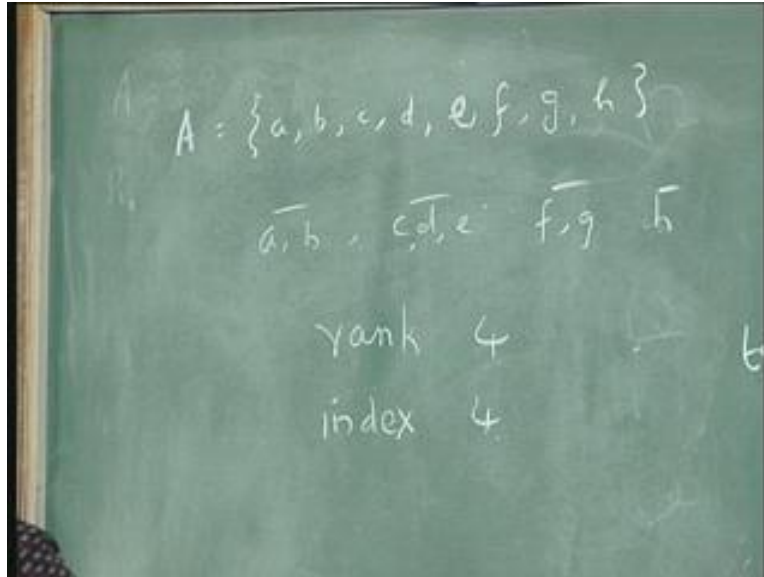 A = {a, b, c, d, e, f, g, h}
a, b, c, d, e f, g h
rank 4
index 4